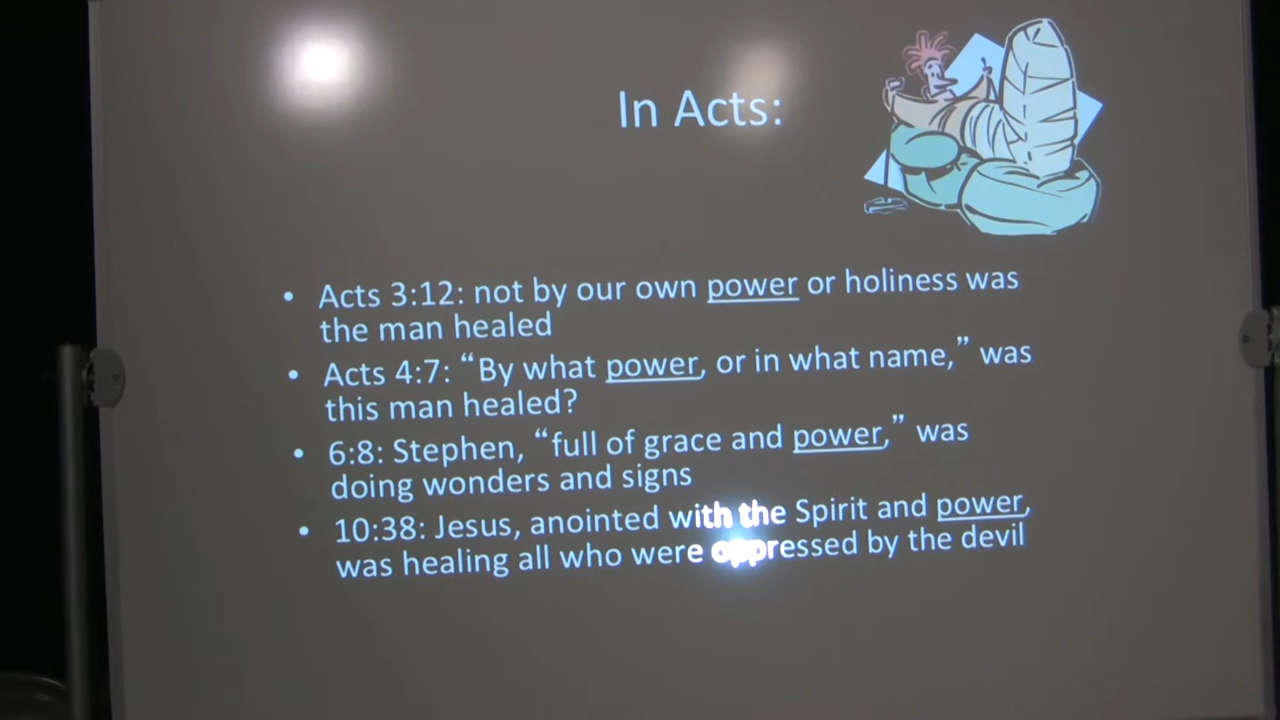 In Acts:
• Acts 3:12: not by our own power or holiness was
the man healed
• Acts 4:7: “By what power, or in what name,” was
this man healed?
• 6:8: Stephen, “full of grace and power,” was
doing wonders and signs
• 10:38: Jesus, anointed with the Spirit and power,
was healing all who were oppressed by the devil